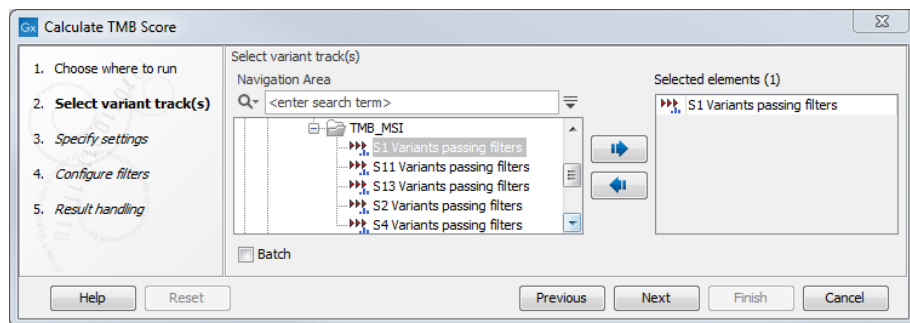 Gx Calculate TMB Score
1. Choose where to run
2. Select variant track(s)
3. Specify settings
4. Configure filters
5. Result handling
Select variant track(s)
Navigation Area
<enter search term>
TMB_MSI
S1 Variants passing filters
S11 Variants passing filters
S13 Variants passing filters
S2 Variants passing filters
S4 Variants passing filters
Batch
Selected elements (1)
S1 Variants passing filters
Help
Reset
Previous
Next
Finish
Cancel